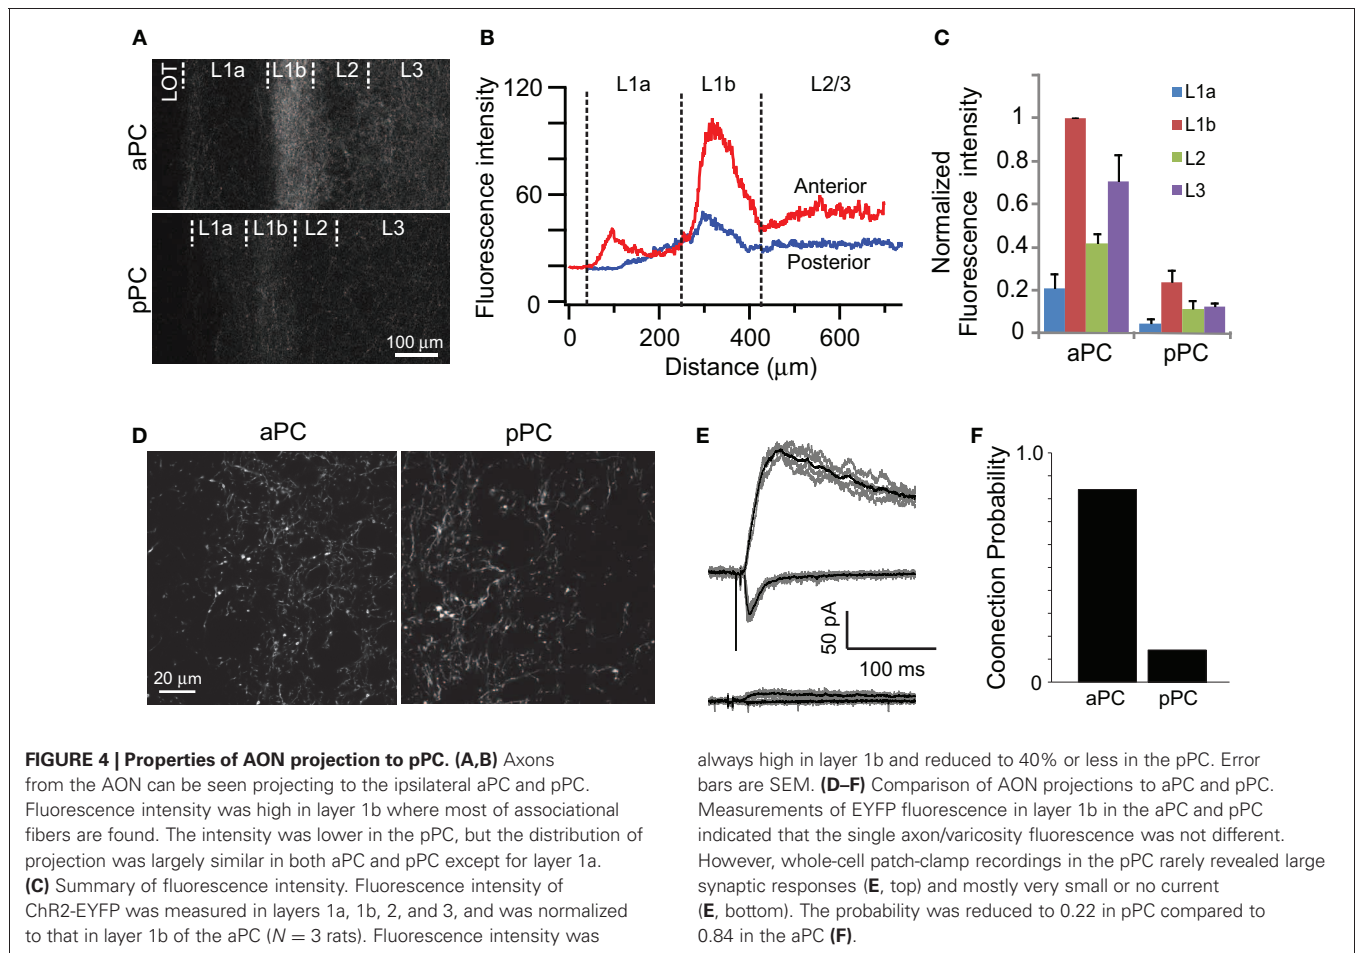 A
LOT
L1a
L1b
L2
L3
aPC
L1a
L1b
L2
L3
pPC
100 µm
B
Fluorescence intensity
120
60
0
L1a
L1b
L2/3
Anterior
Posterior
0
200
400
600
Distance (µm)
C
Normalized
Fluorescence intensity
1
0.8
0.6
0.4
0.2
0
L1a
L1b
L2
L3
aPC
pPC
D
aPC
pPC
20 µm
E
50 pA
100 ms
F
Coonection Probability
1.0
0
aPC
pPC
FIGURE 4 | Properties of AON projection to pPC. (A,B) Axons
from the AON can be seen projecting to the ipsilateral aPC and pPC.
Fluorescence intensity was high in layer 1b where most of associational
fibers are found. The intensity was lower in the pPC, but the distribution of
projection was largely similar in both aPC and pPC except for layer 1a.
(C) Summary of fluorescence intensity. Fluorescence intensity of
ChR2-EYFP was measured in layers 1a, 1b, 2, and 3, and was normalized
to that in layer 1b of the aPC (N = 3 rats). Fluorescence intensity was
always high in layer 1b and reduced to 40% or less in the pPC. Error
bars are SEM. (D–F) Comparison of AON projections to aPC and pPC.
Measurements of EYFP fluorescence in layer 1b in the aPC and pPC
indicated that the single axon/varicosity fluorescence was not different.
However, whole-cell patch-clamp recordings in the pPC rarely revealed large
synaptic responses (E, top) and mostly very small or no current
(E, bottom). The probability was reduced to 0.22 in pPC compared to
0.84 in the aPC (F).